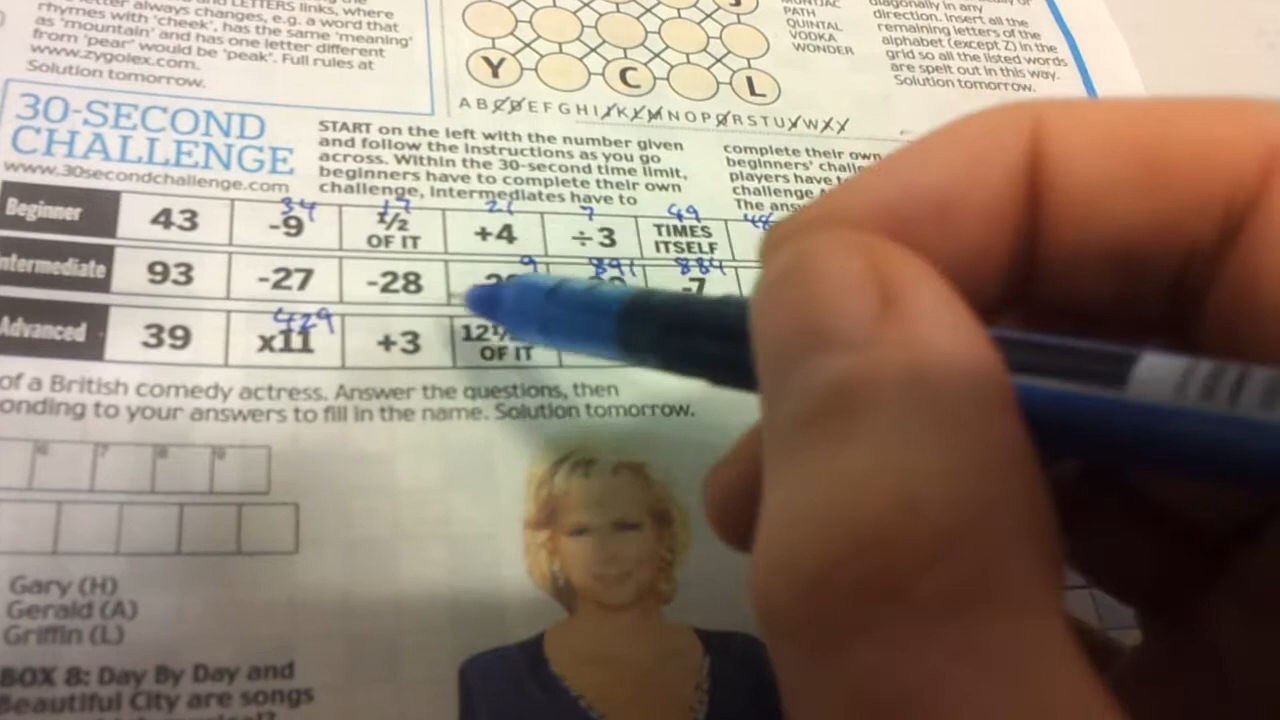 LETTERS links, where
letter always changes, e.g. a word that
rhymes with 'cheek', has the same 'meaning'
as 'mountain' and has one letter different
from 'pear' would be 'peak'. Full rules at
www.zygolex.com.
Solution tomorrow.
Y C L
A B C D E F G H I J K L M N O P Q R S T U V W X Y
PATH
QUINTAL
VODKA
WONDER
diagonally in any
direction. Insert all the
remaining letters of the
alphabet (except Z) in the
grid so all the listed words
are spelt out in this way.
Solution tomorrow.
30-SECOND
CHALLENGE
www.30secondchallenge.com
START on the left with the number given
and follow the instructions as you go
across. Within the 30-second time limit,
beginners have to complete their own
challenge, Intermediates have to
complete their own
beginners'
players have
challenge
The
34 17 21 7 49 48
Beginner 43 -9 1/2 OF IT +4 ÷3 TIMES ITSELF
9 891 884
Intermediate 93 -27 -28 -7
429
Advanced 39 x11 +3 OF IT
of a British comedy actress. Answer the questions, then
onding to your answers to fill in the name. Solution tomorrow.
6 7 8 9
Gary (H)
Gerald (A)
Griffin (L)
BOX 8: Day By Day and
Beautiful City are songs